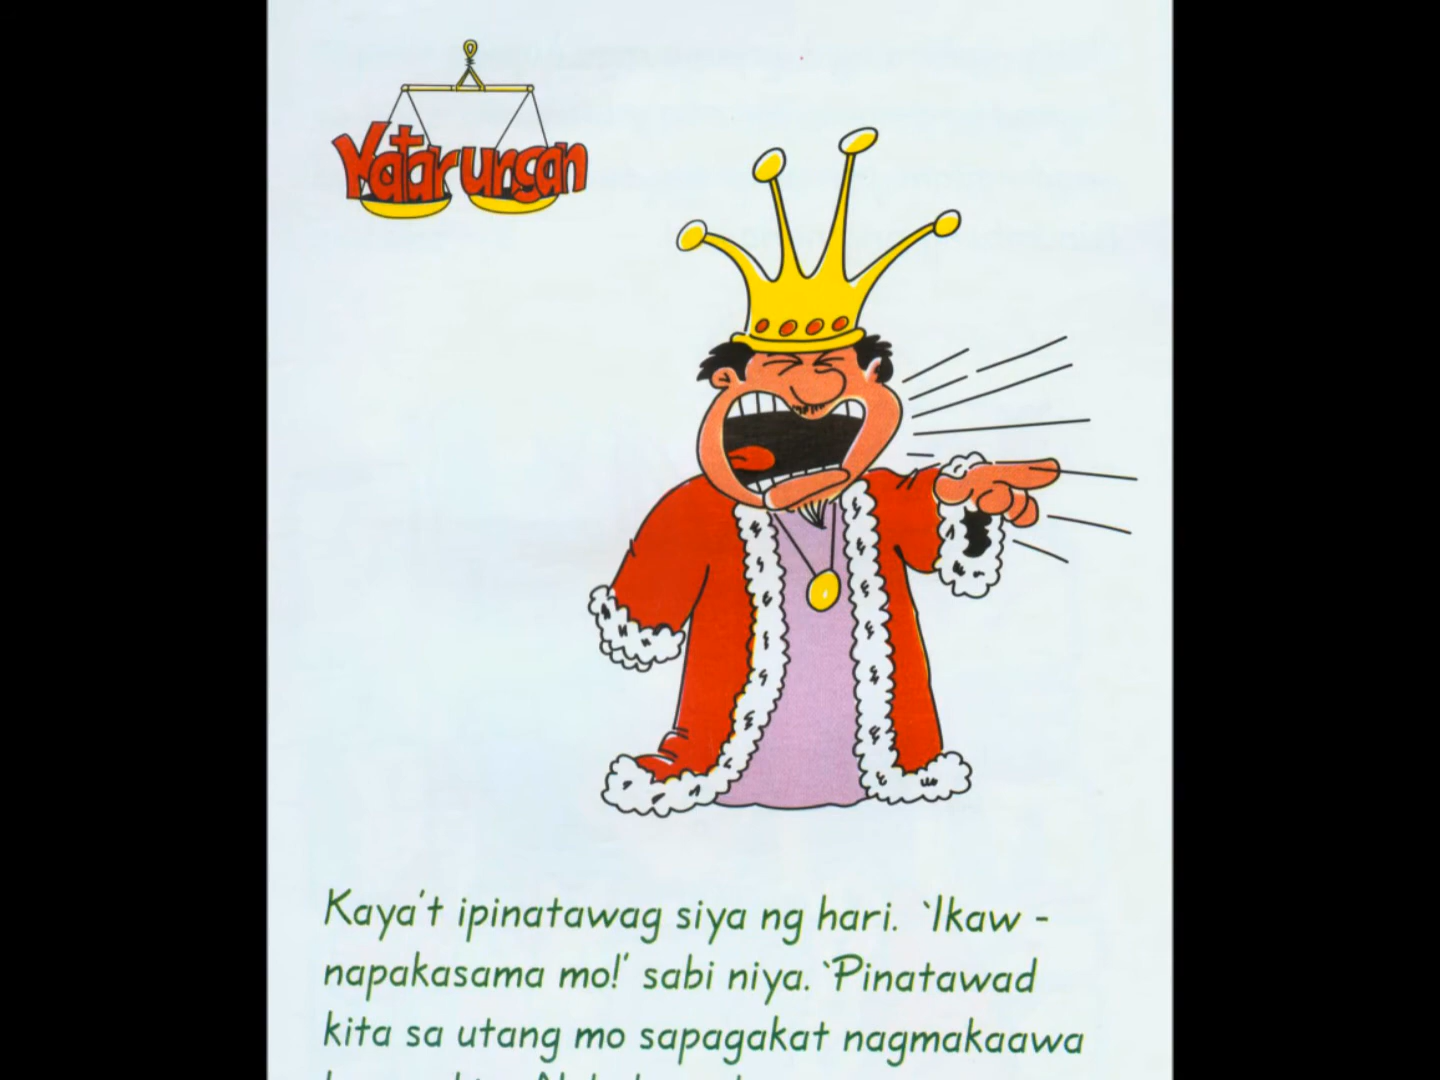 Katarungan
Kaya't ipinatawag siya ng hari. `Ikaw -
napakasama mo!' sabi niya. `Pinatawad
kita sa utang mo sapagakat nagmakaawa